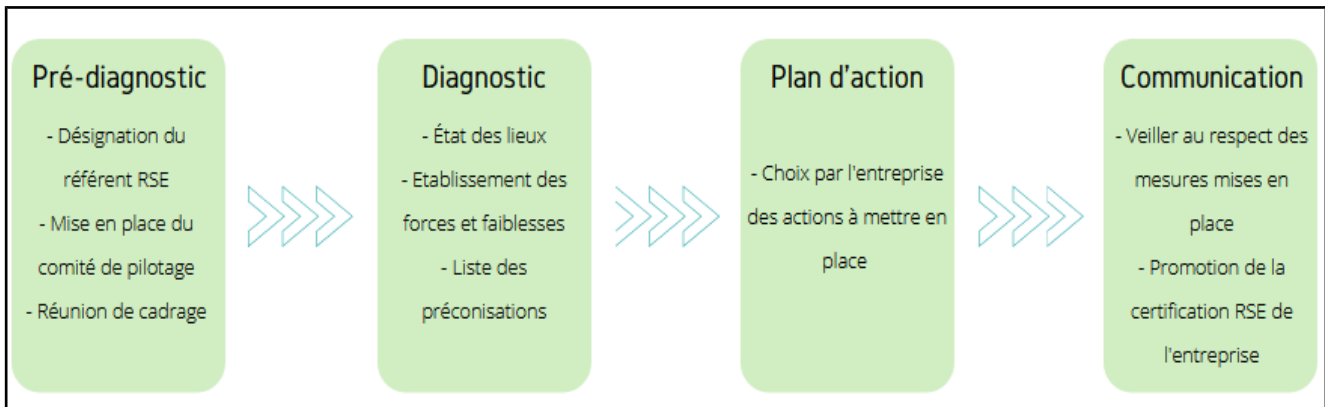 Pré-diagnostic
- Désignation du
référent RSE
- Mise en place du
comité de pilotage
- Réunion de cadrage
Diagnostic
- État des lieux
- Etablissement des
forces et faiblesses
- Liste des
préconisations
Plan d'action
- Choix par l'entreprise
des actions à mettre en
place
Communication
- Veiller au respect des
mesures mises en
place
- Promotion de la
certification RSE de
l'entreprise